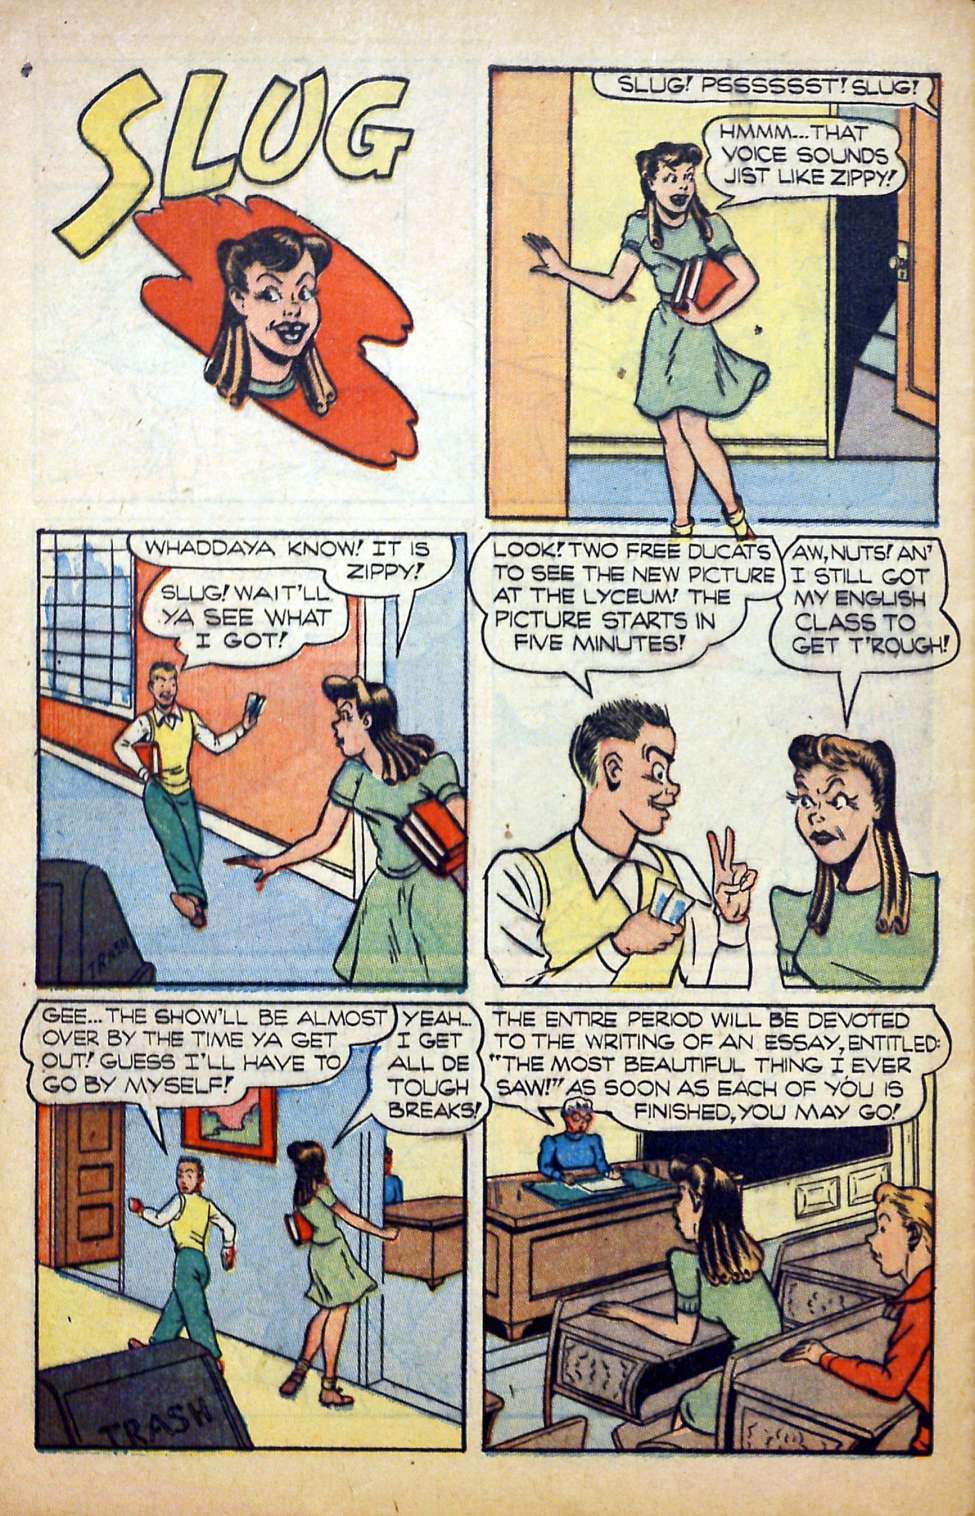 SLUG
SLUG! PSSSSSST! SLUG!
HMMM...THAT
VOICE SOUNDS
JIST LIKE ZIPPY!
WHADDAYA KNOW! IT IS
ZIPPY!
SLUG! WAIT'LL
YA SEE WHAT
I GOT!
TRASH
LOOK! TWO FREE DUCATS
TO SEE THE NEW PICTURE
AT THE LYCEUM! THE
PICTURE STARTS IN
FIVE MINUTES!
AW, NUTS! AN'
I STILL GOT
MY ENGLISH
CLASS TO
GET T'ROUGH!
GEE...THE SHOW'LL BE ALMOST
OVER BY THE TIME YA GET
OUT! GUESS I'LL HAVE TO
GO BY MYSELF!
YEAH...
I GET
ALL DE
TOUGH
BREAKS!
TRASH
THE ENTIRE PERIOD WILL BE DEVOTED
TO THE WRITING OF AN ESSAY, ENTITLED:
"THE MOST BEAUTIFUL THING I EVER
SAW!" AS SOON AS EACH OF YOU IS
FINISHED, YOU MAY GO!